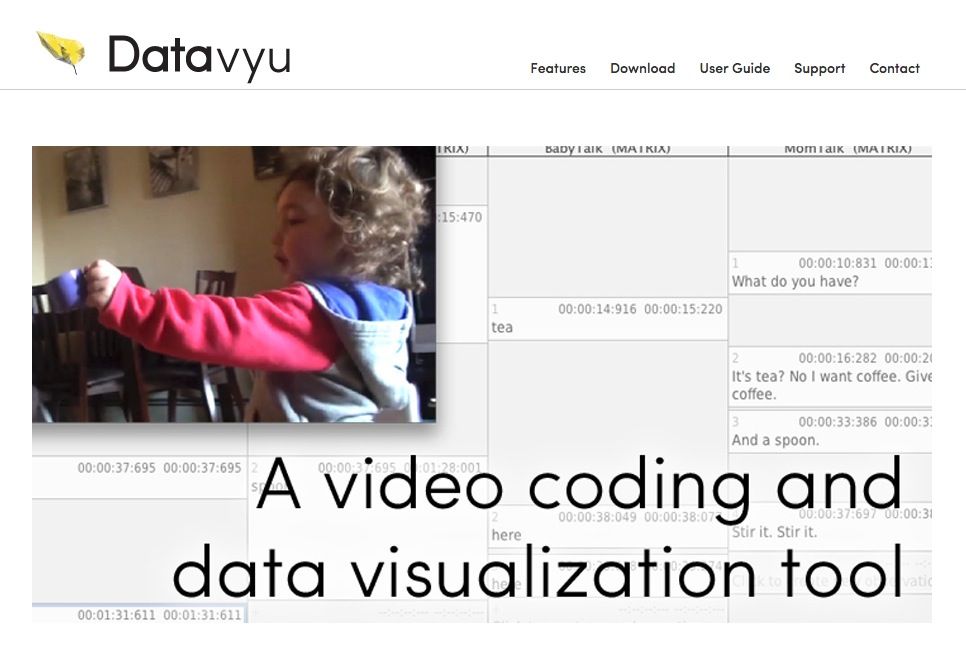 Datavyu
Features Download User Guide Support Contact
BabyTalk (MATRIX) MomTalk (MATRIX)
:15:470
1 00:00:10:831
What do you have?
1 00:00:14:916 00:00:15:220
tea
2 00:00:16:282
It's tea? No I want coffee. Give
coffee.
3 00:00:33:386
And a spoon.
00:00:37:695 00:00:37:695 2 00:00:37:695 01:28:001
A video coding and
2 00:00:38:049 00:00:37:697
here Stir it. Stir it.
data visualization tool
00:01:31:611 00:01:31:611